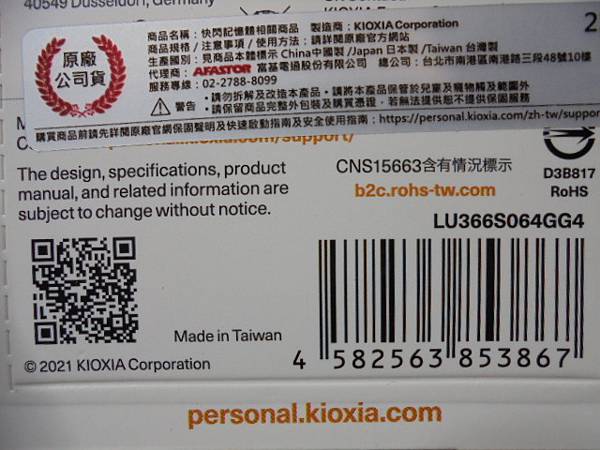 40549 Düsseldorf, Germany
2
原廠
公司貨
商品名稱：快閃記憶體相關商品 製造商：KIOXIA Corporation
商品規格/注意事項/使用方法：請詳閱原廠官方網站
生產國別：見商品本體標示 China中國製/Japan 日本製/Taiwan 台灣製
代理商：AFASTOR 富基電通股份有限公司 總公司：台北市南港區南港路三段48號10樓
服務專線：02-2788-8099
警告
・請勿拆解及改造本產品・請將本產品保管於兒童及寵物觸及範圍外
・請保留商品完整外包裝及購買憑證，若無法提供恕不提供保固服務
購買商品前請先詳閱原廠官網保固聲明及快速啟動指南及安全使用指南：https://personal.kioxia.com/zh-tw/suppor
The design, specifications, product
manual, and related information are
subject to change without notice.
CNS15663含有情況標示
b2c.rohs-tw.com
D3B817
RoHS
LU366S064GG4
Made in Taiwan
© 2021 KIOXIA Corporation
4 582563 853867
personal.kioxia.com